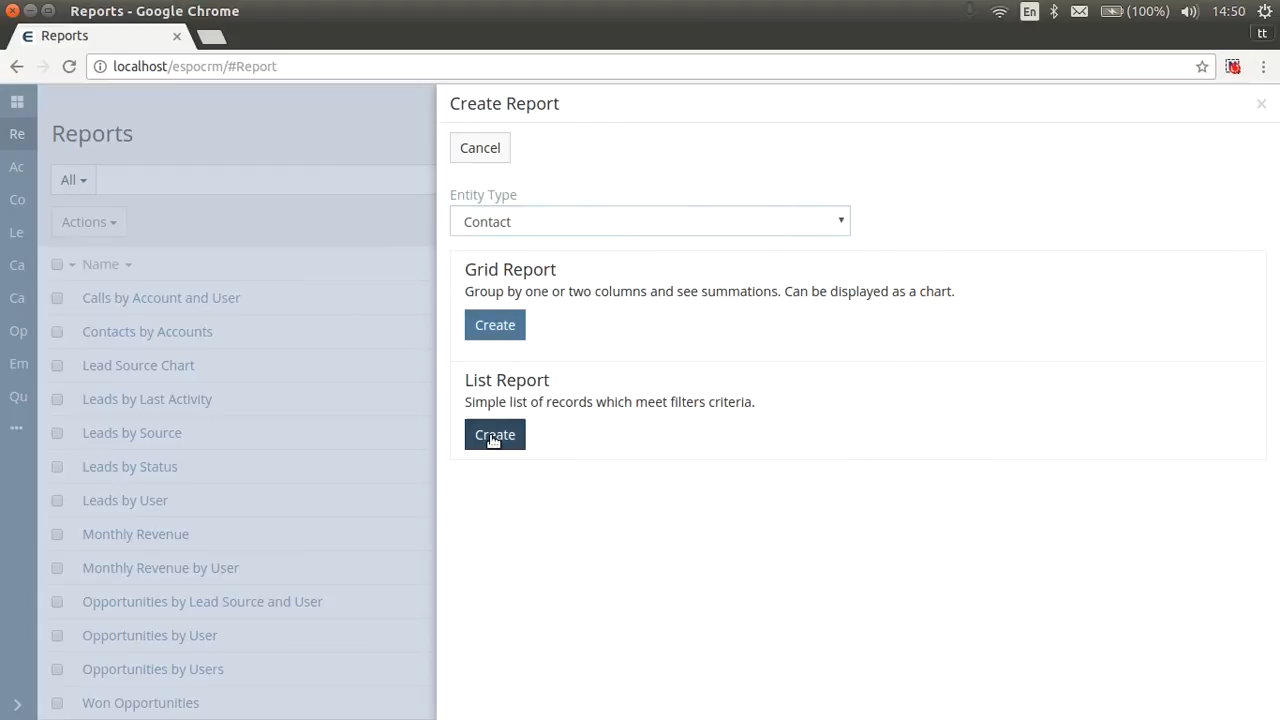 Reports - Google Chrome
En
(100%)
14:50
Reports
tt
localhost/espocrm/#Report
Re
Ac
Co
Le
Ca
Ca
Op
Em
Qu
Reports
All
Actions
Name
Calls by Account and User
Contacts by Accounts
Lead Source Chart
Leads by Last Activity
Leads by Source
Leads by Status
Leads by User
Monthly Revenue
Monthly Revenue by User
Opportunities by Lead Source and User
Opportunities by User
Opportunities by Users
Won Opportunities
Create Report
×
Cancel
Entity Type
Contact
Grid Report
Group by one or two columns and see summations. Can be displayed as a chart.
Create
List Report
Simple list of records which meet filters criteria.
Create